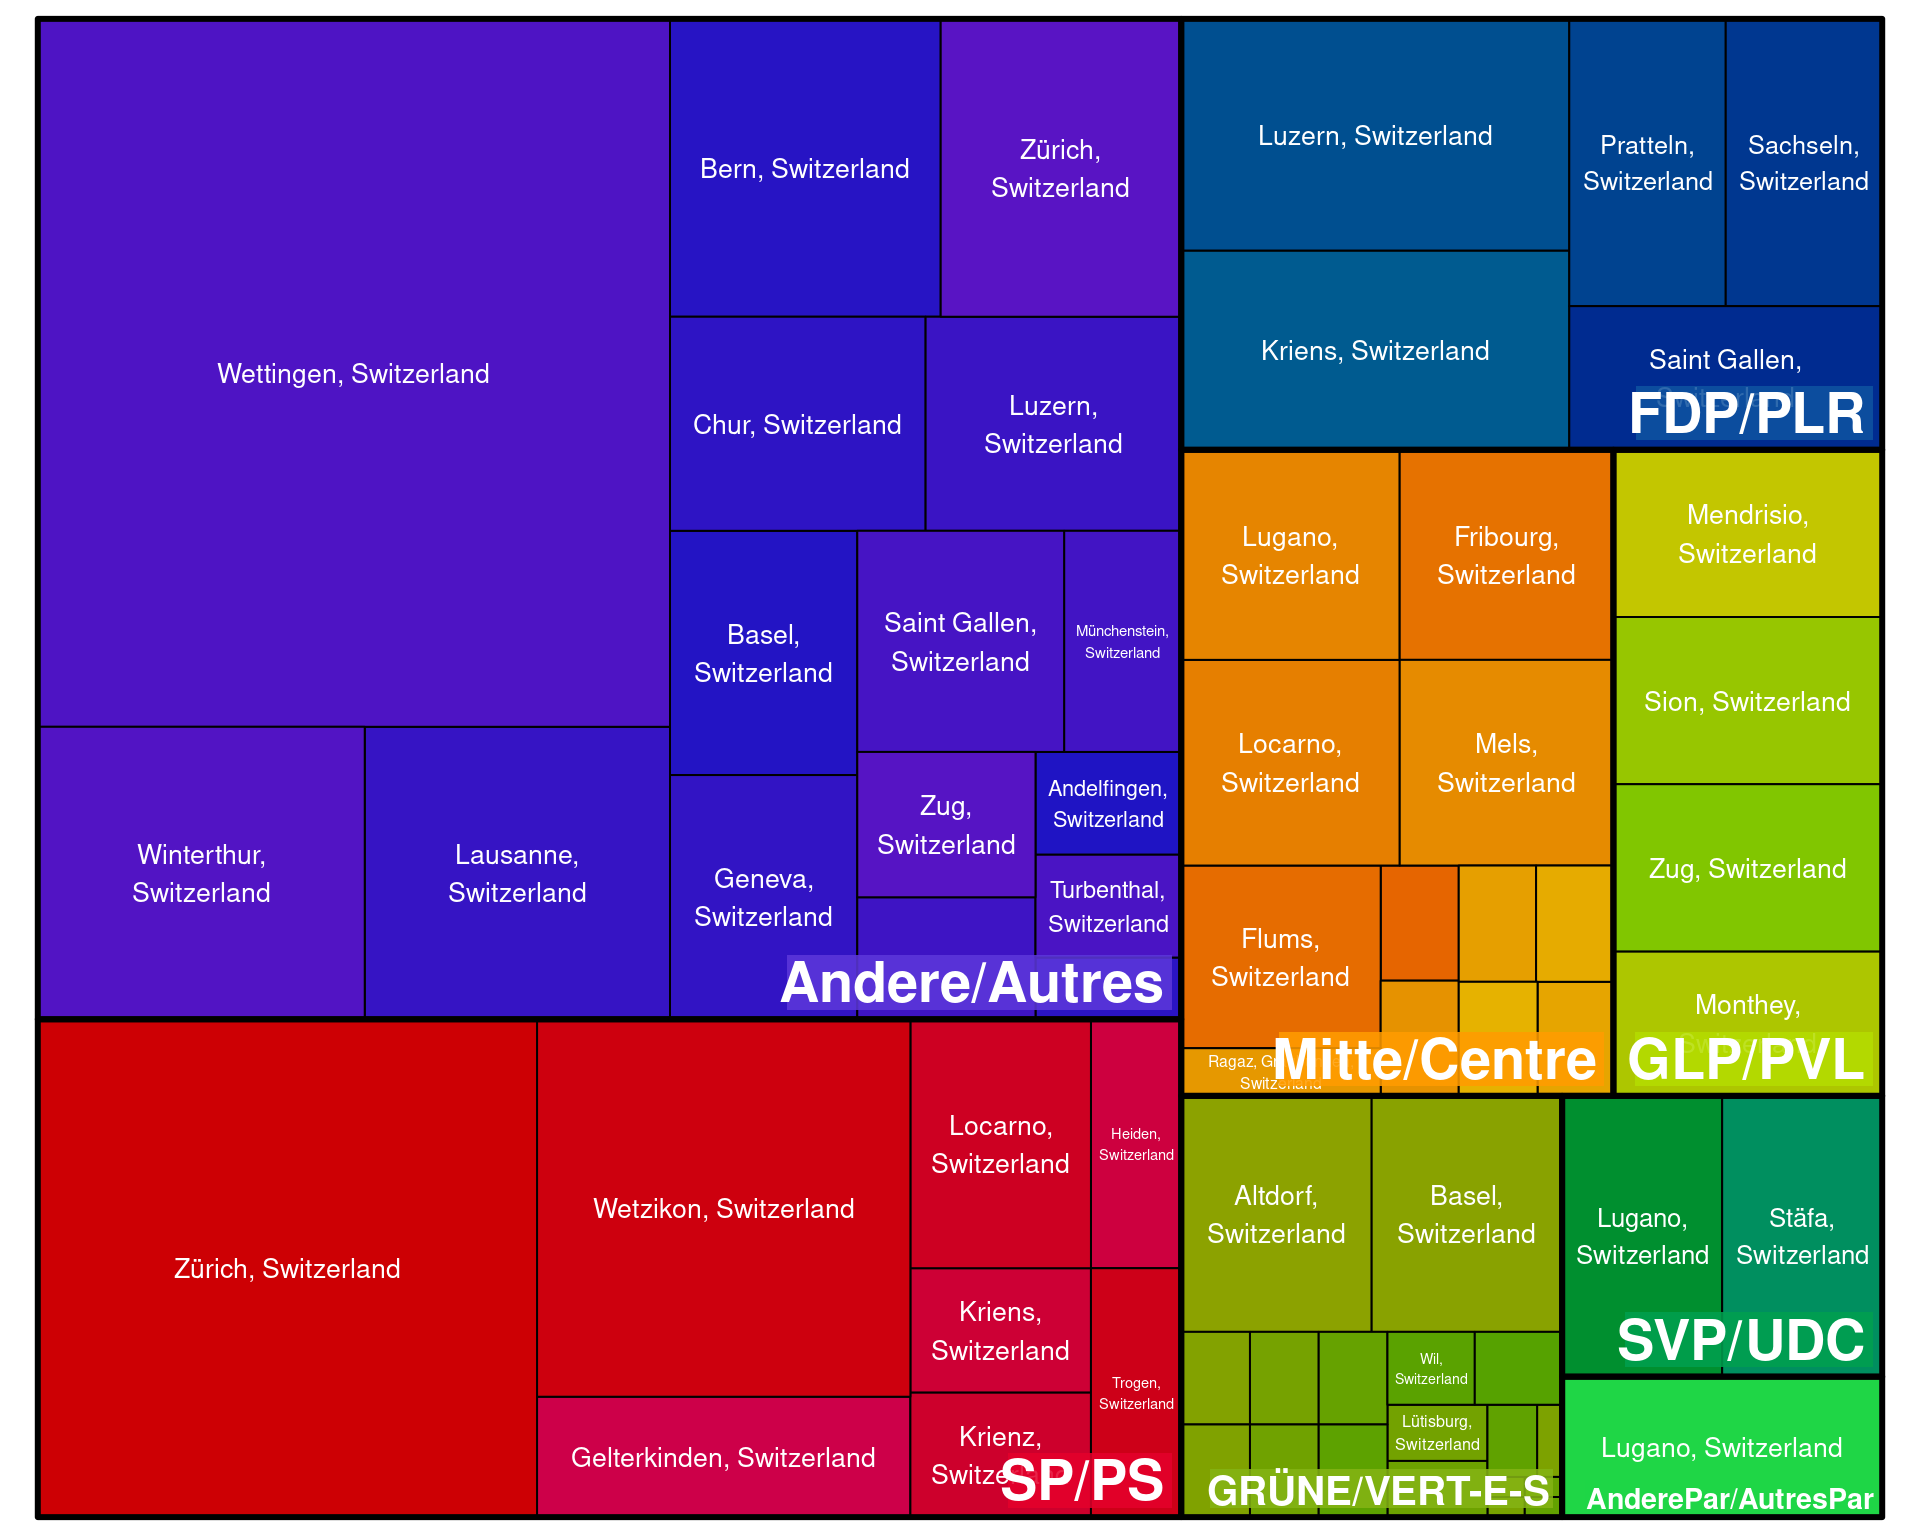 Wettingen, Switzerland
Bern, Switzerland
Zürich,
Switzerland
Chur, Switzerland
Luzern,
Switzerland
Basel,
Switzerland
Saint Gallen,
Switzerland
Münchenstein,
Switzerland
Winterthur,
Switzerland
Lausanne,
Switzerland
Geneva,
Switzerland
Zug,
Switzerland
Andelfingen,
Switzerland
Turbenthal,
Switzerland
Andere/Autres
Luzern, Switzerland
Pratteln,
Switzerland
Sachseln,
Switzerland
Kriens, Switzerland
Saint Gallen,
Switzerland
FDP/PLR
Lugano,
Switzerland
Fribourg,
Switzerland
Locarno,
Switzerland
Mels,
Switzerland
Flums,
Switzerland
Ragaz,
Switzerland
Mitte/Centre
Mendrisio,
Switzerland
Sion, Switzerland
Zug, Switzerland
Monthey,
Switzerland
GLP/PVL
Zürich, Switzerland
Wetzikon, Switzerland
Gelterkinden, Switzerland
Locarno,
Switzerland
Heiden,
Switzerland
Kriens,
Switzerland
Trogen,
Switzerland
Krienz,
Switzerland
SP/PS
Altdorf,
Switzerland
Basel,
Switzerland
Wil,
Switzerland
Lütisburg,
Switzerland
GRÜNE/VERT-E-S
Lugano,
Switzerland
Stäfa,
Switzerland
SVP/UDC
Lugano, Switzerland
AnderePar/AutresPar